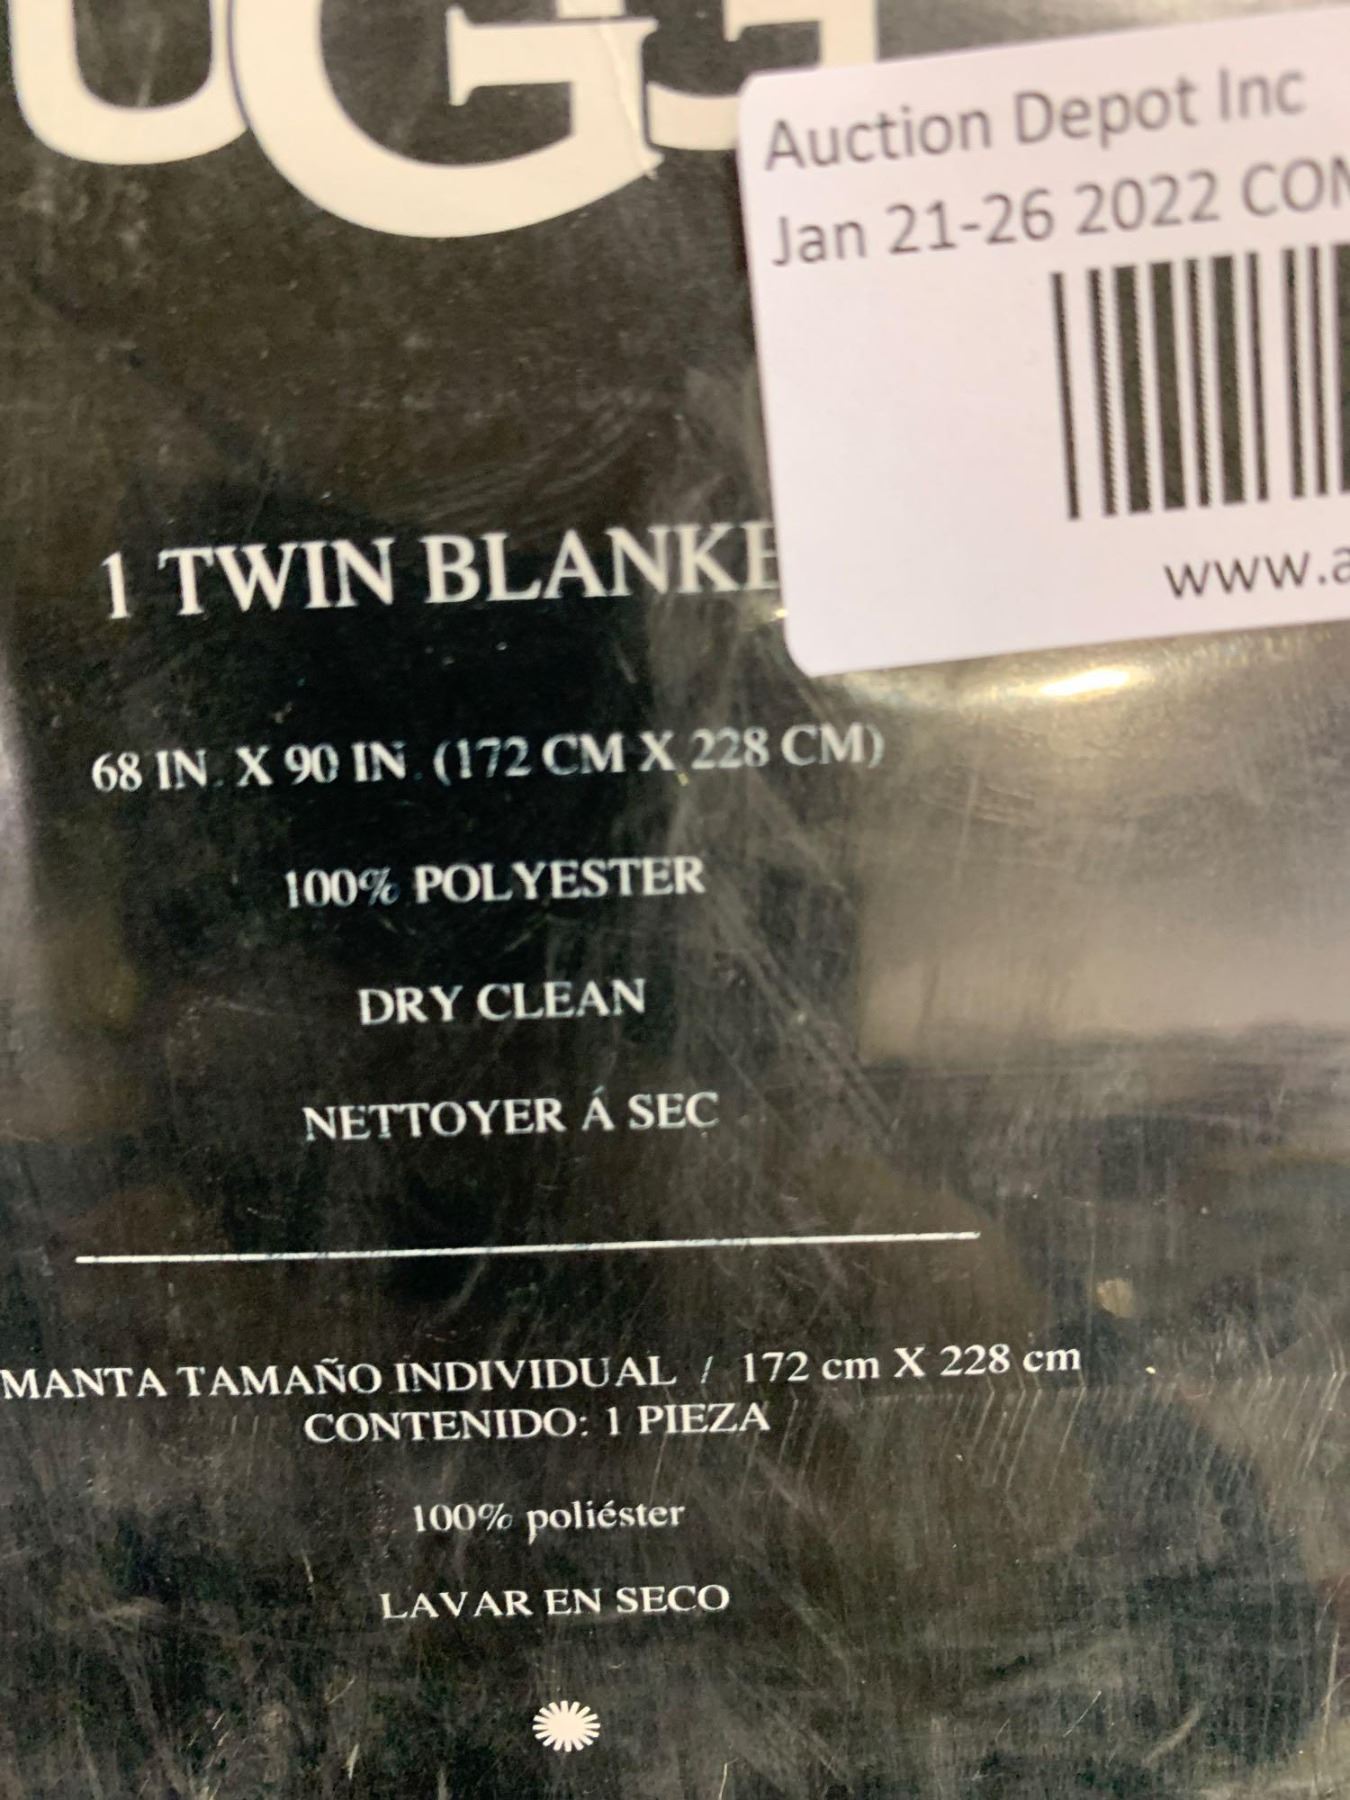 UGG
Auction Depot Inc
Jan 21-26 2022 COM
www.a
1 TWIN BLANKE
68 IN. X 90 IN. (172 CM X 228 CM)
100% POLYESTER
DRY CLEAN
NETTOYER Á SEC
MANTA TAMAÑO INDIVIDUAL / 172 cm X 228 cm
CONTENIDO: 1 PIEZA
100% poliéster
LAVAR EN SECO